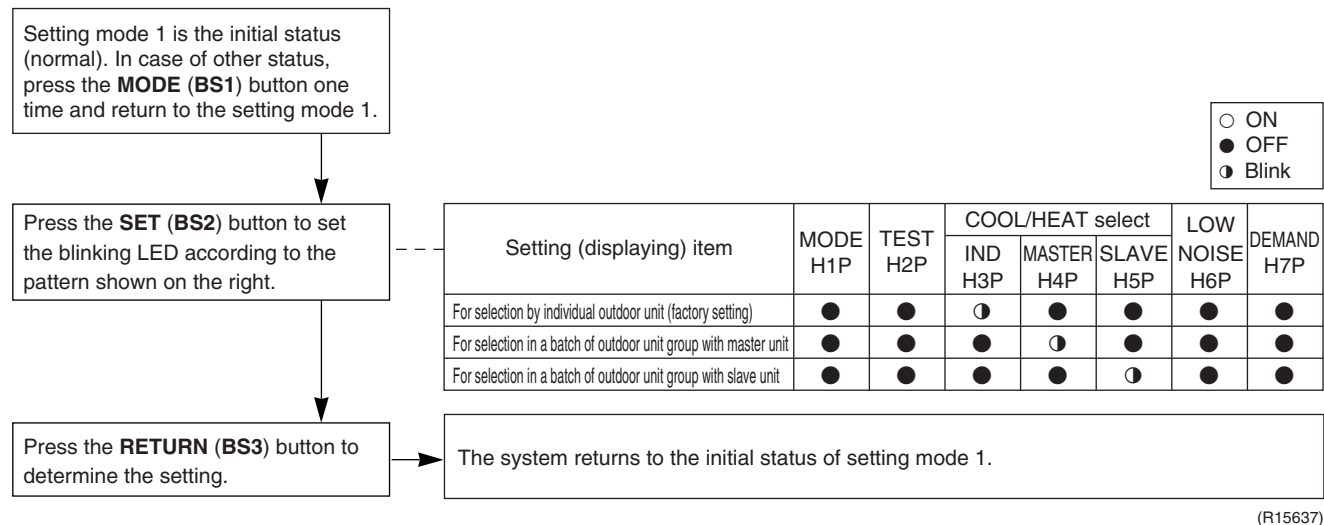 Setting mode 1 is the initial status
(normal). In case of other status,
press the MODE (BS1) button one
time and return to the setting mode 1.
○ ON
● OFF
◑ Blink
Press the SET (BS2) button to set
the blinking LED according to the
pattern shown on the right.
Setting (displaying) item
MODE
H1P
TEST
H2P
COOL/HEAT select
IND
H3P
MASTER
H4P
SLAVE
H5P
LOW
NOISE
H6P
DEMAND
H7P
For selection by individual outdoor unit (factory setting) ● ● ◑ ● ● ● ●
For selection in a batch of outdoor unit group with master unit ● ● ● ◑ ● ● ●
For selection in a batch of outdoor unit group with slave unit ● ● ● ● ◑ ● ●
Press the RETURN (BS3) button to
determine the setting.
The system returns to the initial status of setting mode 1.
(R15637)